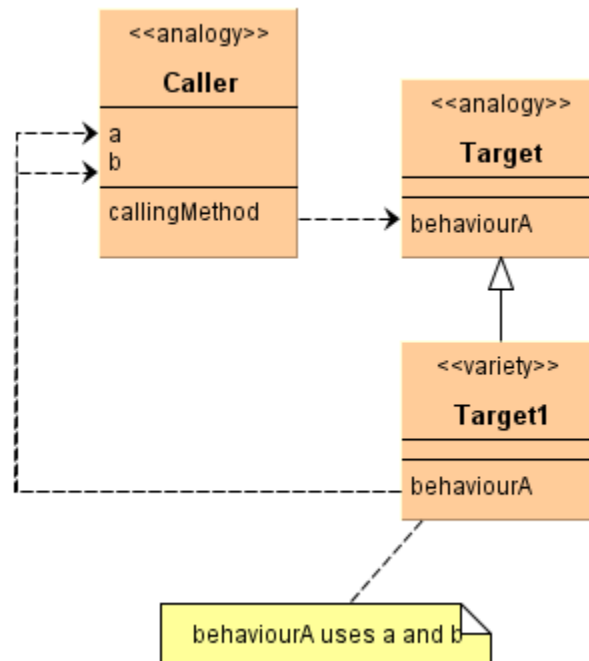 <<analogy>>
Caller
a
b
callingMethod
<<analogy>>
Target
behaviourA
<<variety>>
Target1
behaviourA
behaviourA uses a and b